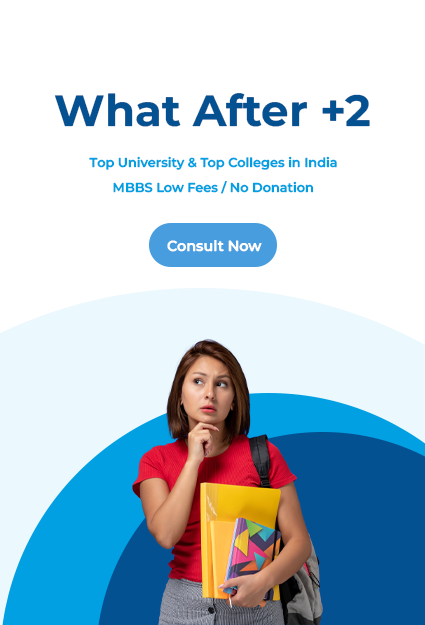 What After +2
Top University & Top Colleges in India
MBBS Low Fees / No Donation
Consult Now